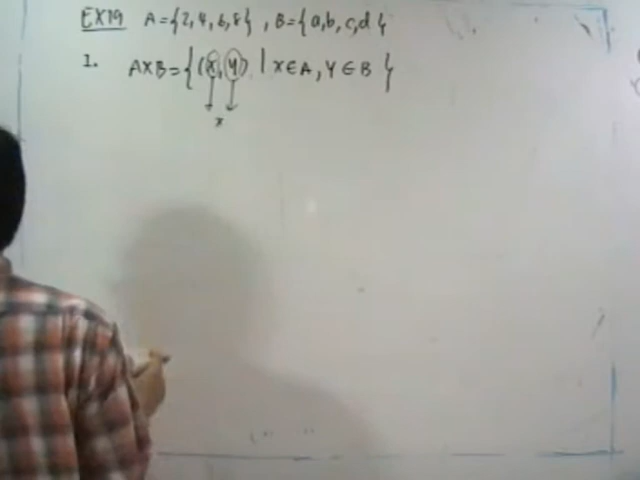 EX19 A={2,4,6,8} , B={a,b,c,d}
1. A×B={(x,y) | x∈A, y∈B }
x